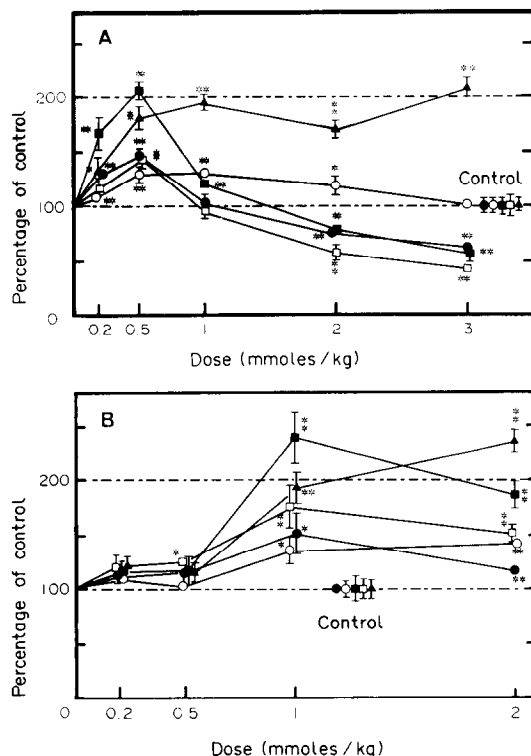 A
Percentage of control
200
100
0
Control
0.2
0.5
1
2
3
Dose (mmoles/kg)
B
Percentage of control
200
100
0
Control
0.2
0.5
1
2
Dose (mmoles/kg)